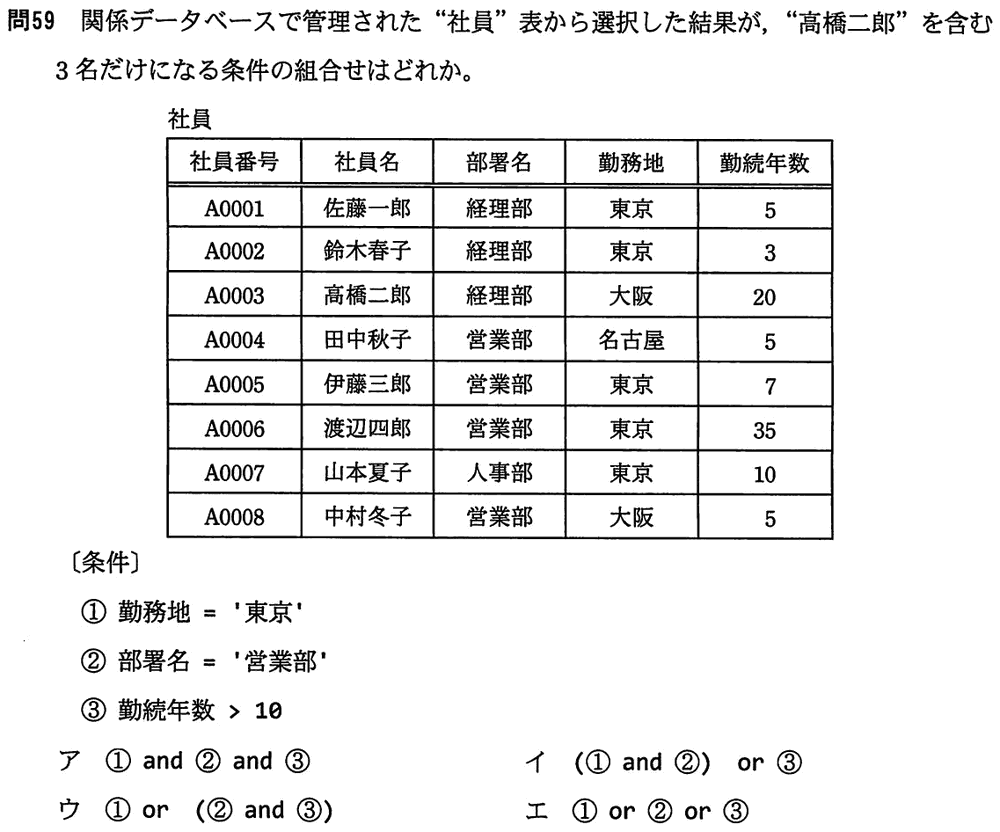 問59 関係データベースで管理された“社員”表から選択した結果が，“高橋二郎”を含む
3名だけになる条件の組合せはどれか。
社員
社員番号 社員名 部署名 勤務地 勤続年数
A0001 佐藤一郎 経理部 東京 5
A0002 鈴木春子 経理部 東京 3
A0003 高橋二郎 経理部 大阪 20
A0004 田中秋子 営業部 名古屋 5
A0005 伊藤三郎 営業部 東京 7
A0006 渡辺四郎 営業部 東京 35
A0007 山本夏子 人事部 東京 10
A0008 中村冬子 営業部 大阪 5
〔条件〕
① 勤務地 = '東京'
② 部署名 = '営業部'
③ 勤続年数 > 10
ア ① and ② and ③ イ (① and ②) or ③
ウ ① or (② and ③) エ ① or ② or ③